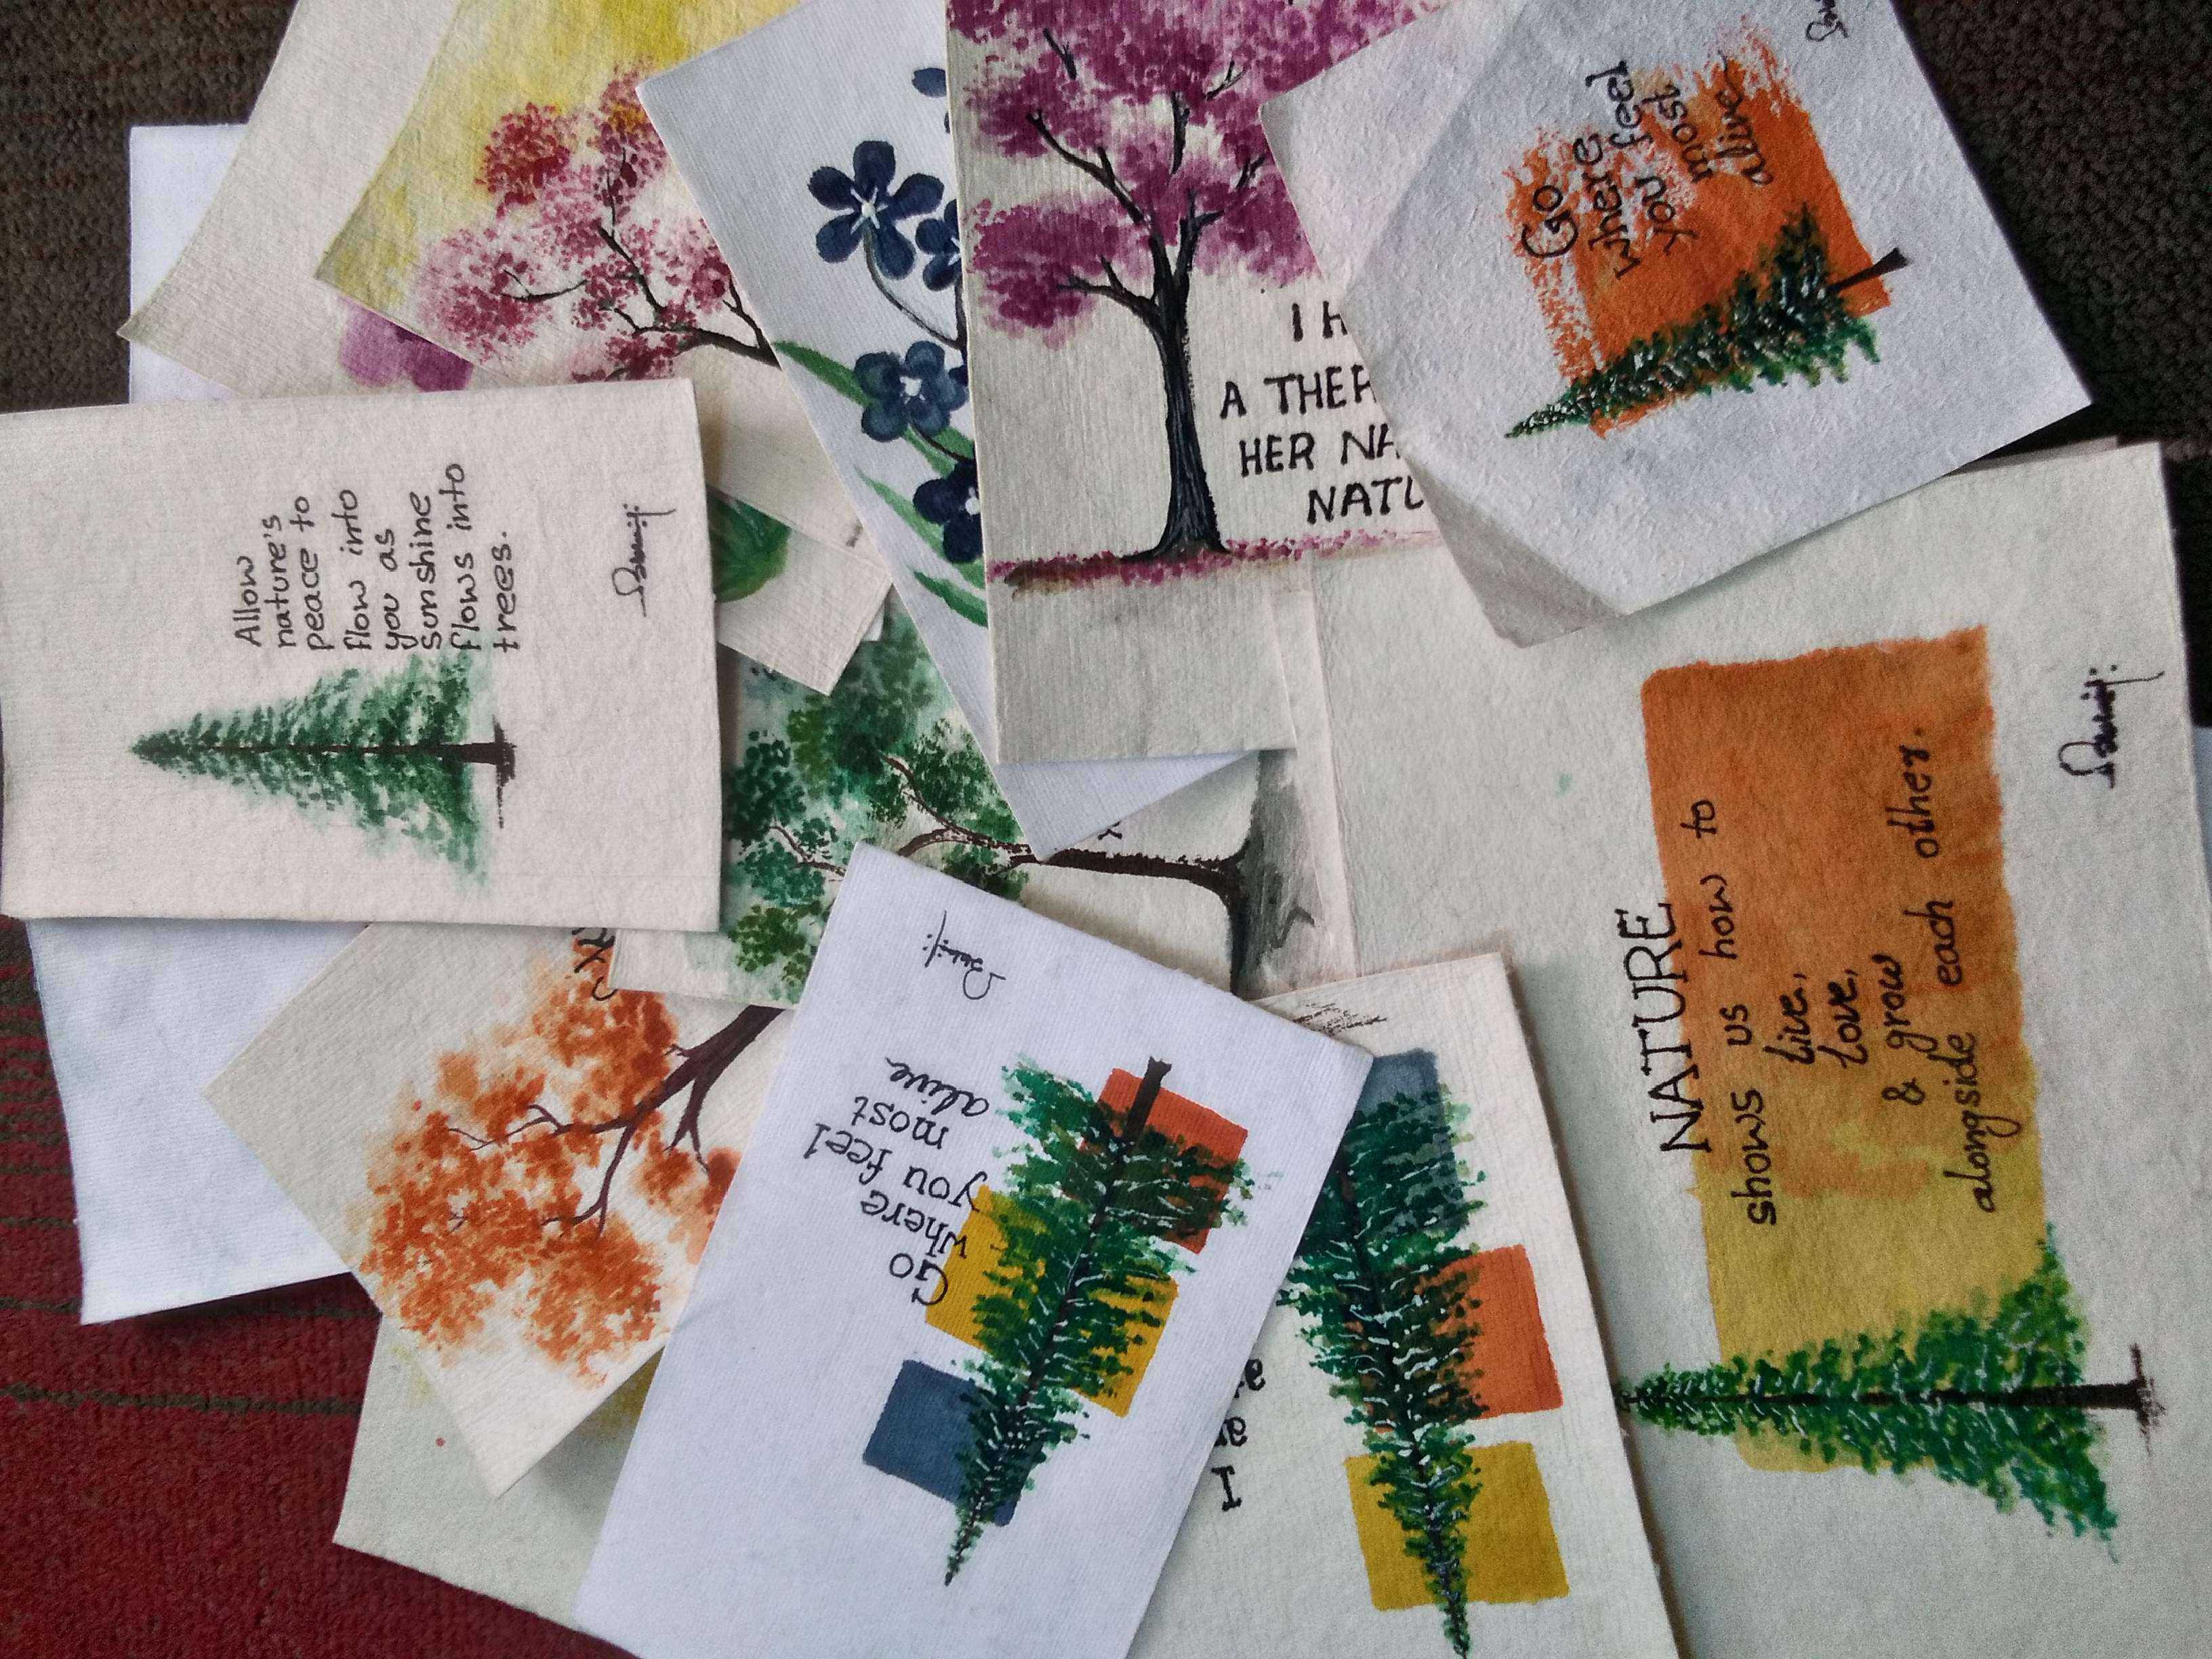 Go
where
you feel
most
alive
I H
A THER
HER NA
NATU
Allow
nature's
peace to
flow into
you as
sunshine
flows into
trees.
NATURE
shows us how to
live,
love,
& grow
alongside each other.
Go
where
you feel
most
alive
I